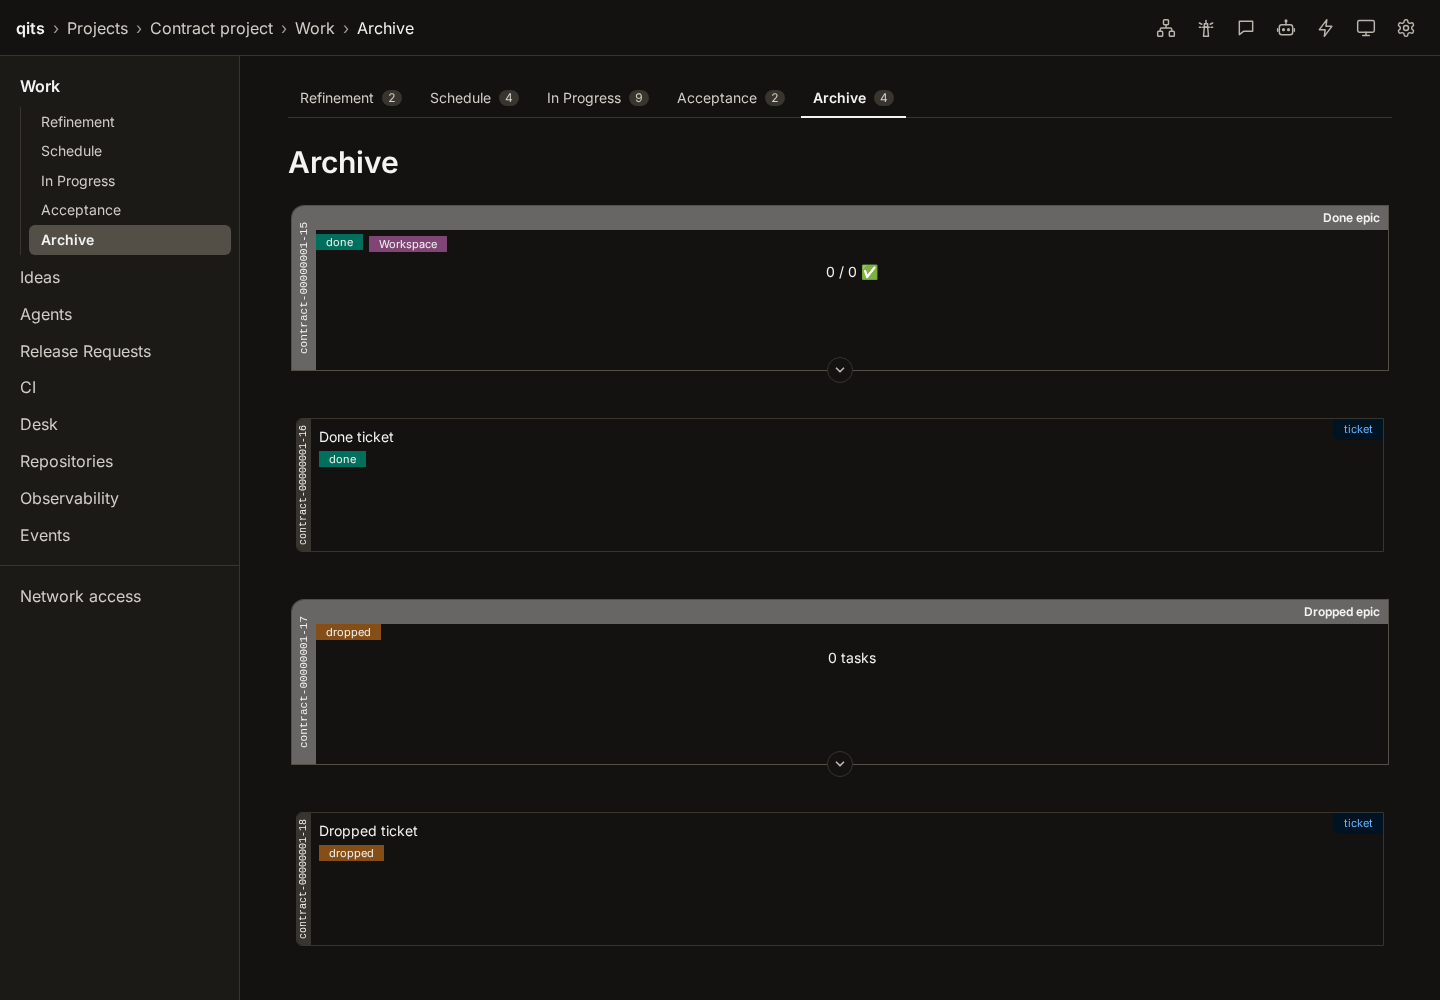 qits › Projects › Contract project › Work › Archive
Work
Refinement
Schedule
In Progress
Acceptance
Archive
Ideas
Agents
Release Requests
CI
Desk
Repositories
Observability
Events
Network access
Refinement 2 Schedule 4 In Progress 9 Acceptance 2 Archive 4
Archive
contract-00000001-15
Done epic
done Workspace
0 / 0 ✅
contract-00000001-16
Done ticket
ticket
done
contract-00000001-17
Dropped epic
dropped
0 tasks
contract-00000001-18
Dropped ticket
ticket
dropped